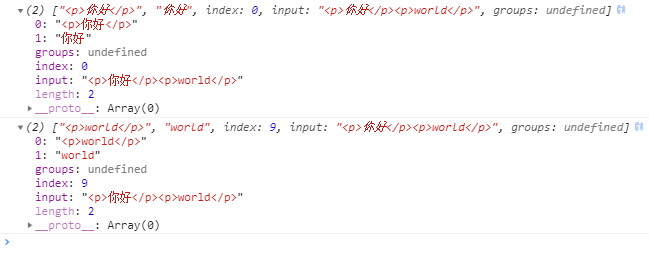 ▼(2) ["<p>你好</p>", "你好", index: 0, input: "<p>你好</p><p>world</p>", groups: undefined]
0: "<p>你好</p>"
1: "你好"
groups: undefined
index: 0
input: "<p>你好</p><p>world</p>"
length: 2
▶__proto__: Array(0)
▼(2) ["<p>world</p>", "world", index: 9, input: "<p>你好</p><p>world</p>", groups: undefined]
0: "<p>world</p>"
1: "world"
groups: undefined
index: 9
input: "<p>你好</p><p>world</p>"
length: 2
▶__proto__: Array(0)
>